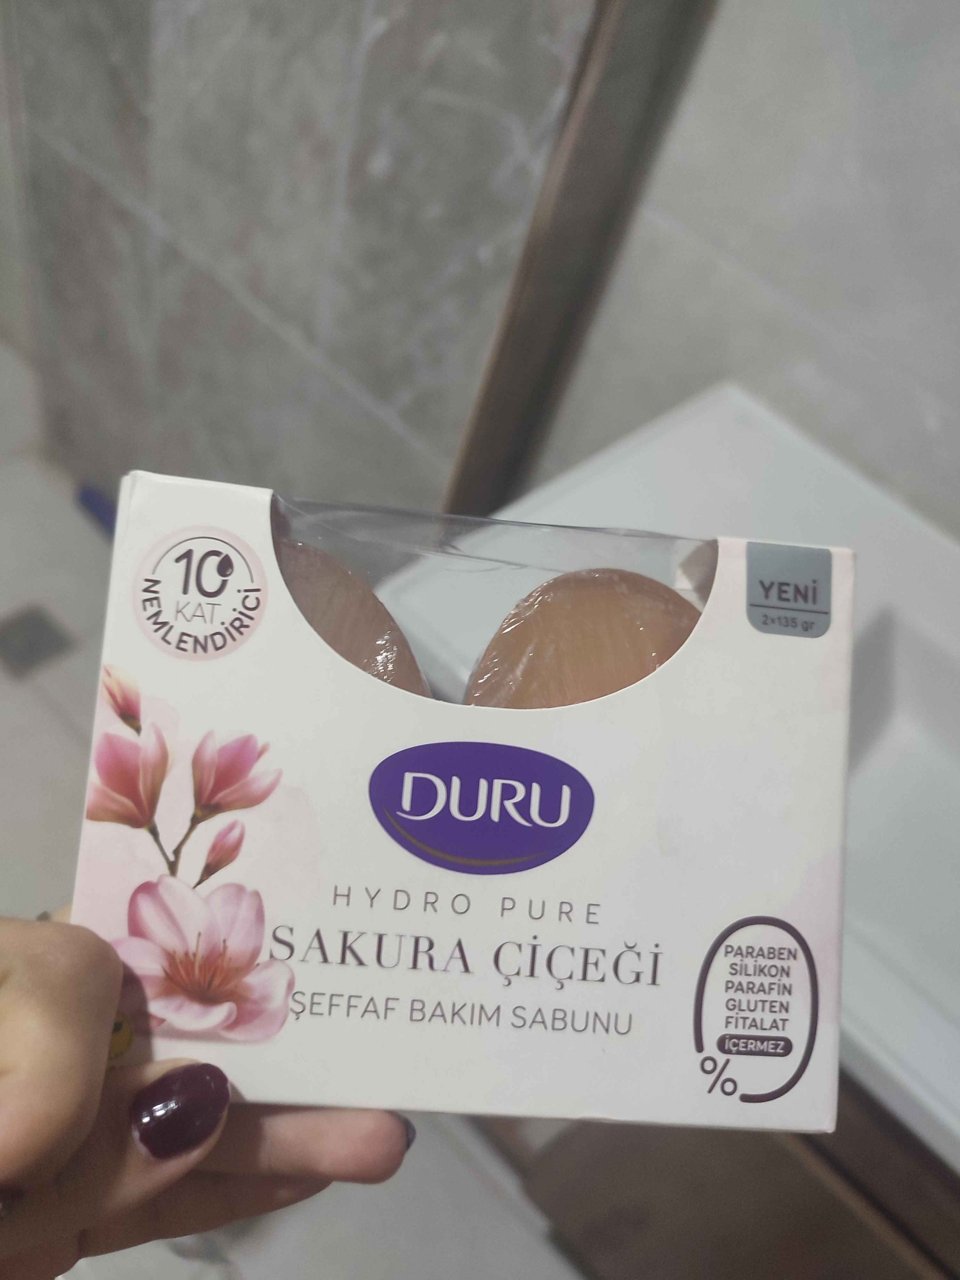 10
KAT
NEMLENDİRİCİ
YENİ
2x135 gr
DURU
HYDRO PURE
SAKURA ÇİÇEĞİ
ŞEFFAF BAKIM SABUNU
PARABEN
SİLİKON
PARAFİN
GLUTEN
FİTALAT
İÇERMEZ
%0